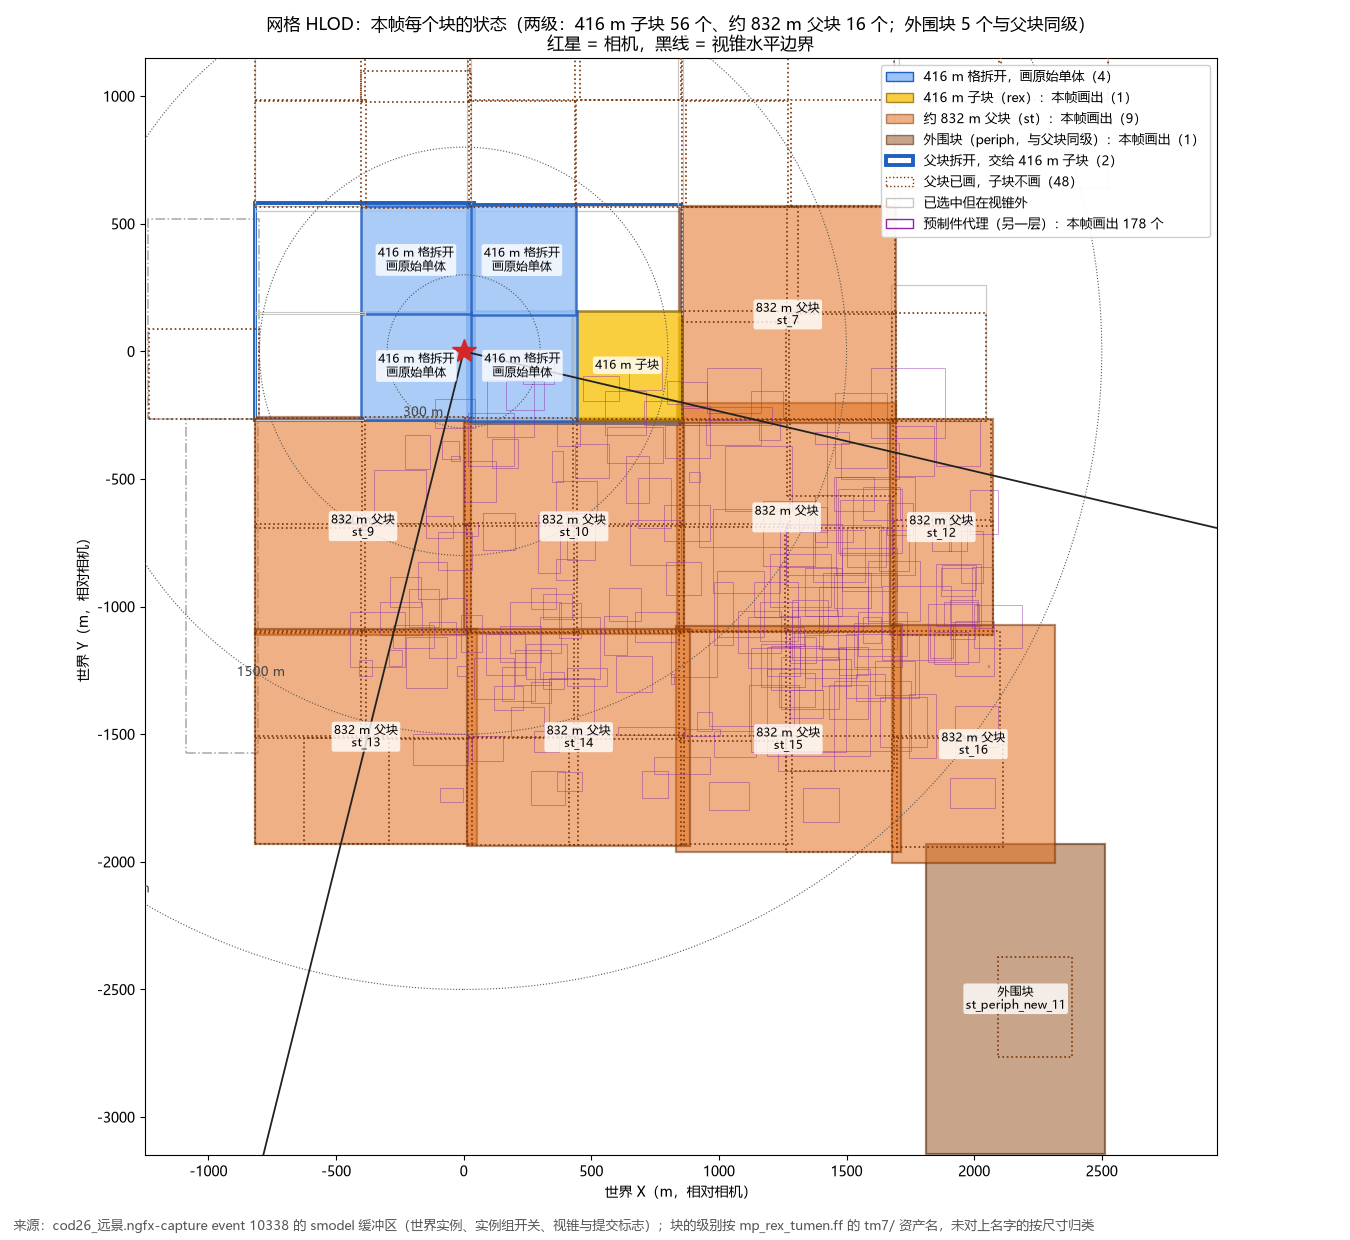 网格 HLOD：本帧每个块的状态（两级：416 m 子块 56 个、约 832 m 父块 16 个；外围块 5 个与父块同级）
红星 = 相机，黑线 = 视锥水平边界
416 m 格拆开，画原始单体（4）
416 m 子块（rex）：本帧画出（1）
约 832 m 父块（st）：本帧画出（9）
外围块（periph，与父块同级）：本帧画出（1）
父块拆开，交给 416 m 子块（2）
父块已画，子块不画（48）
已选中但在视锥外
预制件代理（另一层）：本帧画出 178 个
1000
500
0
-500
-1000
-1500
-2000
-2500
-3000
世界 Y（m，相对相机）
416 m 格拆开
画原始单体
416 m 格拆开
画原始单体
416 m 格拆开
画原始单体
416 m 格拆开
画原始单体
416 m 子块
832 m 父块
st_7
300 m
832 m 父块
st_9
832 m 父块
st_10
832 m 父块
832 m 父块
st_12
1500 m
832 m 父块
st_13
832 m 父块
st_14
832 m 父块
st_15
832 m 父块
st_16
外围块
st_periph_new_11
-1000
-500
0
500
1000
1500
2000
2500
世界 X（m，相对相机）
来源：cod26_远景.ngfx-capture event 10338 的 smodel 缓冲区（世界实例、实例组开关、视锥与提交标志）；块的级别按 mp_rex_tumen.ff 的 tm7/ 资产名，未对上名字的按尺寸归类